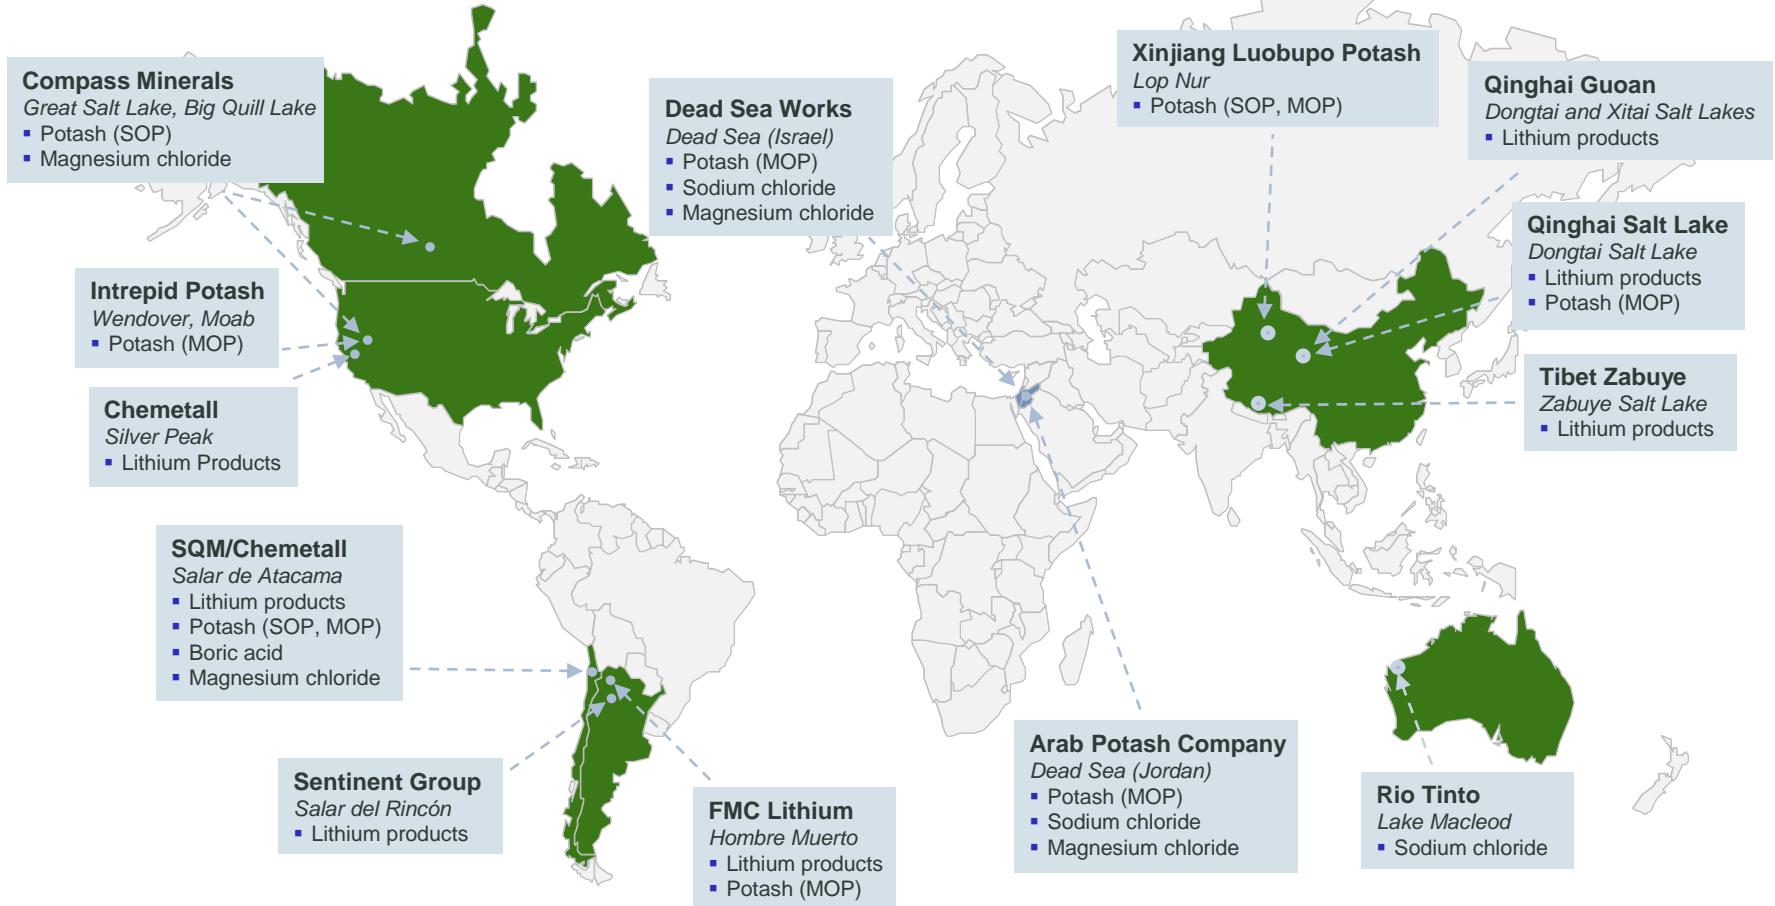 Compass Minerals
Great Salt Lake, Big Quill Lake
▪ Potash (SOP)
▪ Magnesium chloride
Intrepid Potash
Wendover, Moab
▪ Potash (MOP)
Chemetall
Silver Peak
▪ Lithium Products
SQM/Chemetall
Salar de Atacama
▪ Lithium products
▪ Potash (SOP, MOP)
▪ Boric acid
▪ Magnesium chloride
Sentinent Group
Salar del Rincón
▪ Lithium products
FMC Lithium
Hombre Muerto
▪ Lithium products
▪ Potash (MOP)
Dead Sea Works
Dead Sea (Israel)
▪ Potash (MOP)
▪ Sodium chloride
▪ Magnesium chloride
Arab Potash Company
Dead Sea (Jordan)
▪ Potash (MOP)
▪ Sodium chloride
▪ Magnesium chloride
Xinjiang Luobupo Potash
Lop Nur
▪ Potash (SOP, MOP)
Qinghai Guoan
Dongtai and Xitai Salt Lakes
▪ Lithium products
Qinghai Salt Lake
Dongtai Salt Lake
▪ Lithium products
▪ Potash (MOP)
Tibet Zabuye
Zabuye Salt Lake
▪ Lithium products
Rio Tinto
Lake Macleod
▪ Sodium chloride